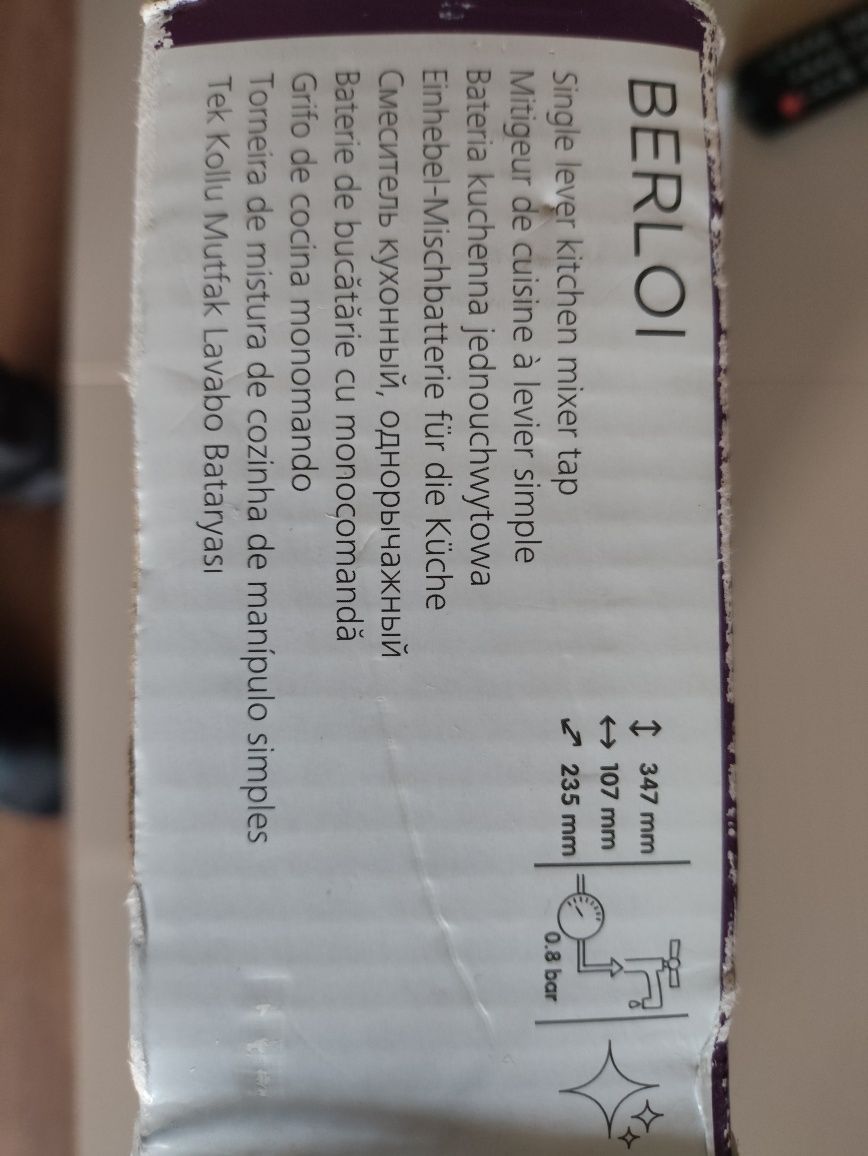 BERLOI
Single lever kitchen mixer tap
Mitigeur de cuisine à levier simple
Bateria kuchenna jednouchwytowa
Einhebel-Mischbatterie für die Küche
Смеситель кухонный, однорычажный
Baterie de bucătărie cu monocomandă
Grifo de cocina monomando
Torneira de mistura de cozinha de manípulo simples
Tek Kollu Mutfak Lavabo Bataryası
347 mm
107 mm
235 mm
0.8 bar